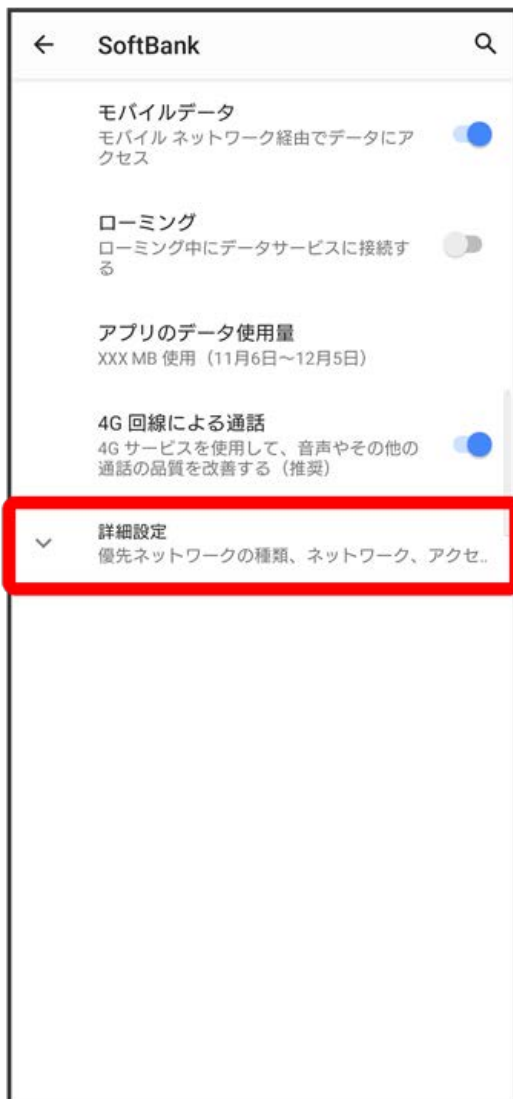 SoftBank
モバイルデータ
モバイル ネットワーク経由でデータにア
クセス
ローミング
ローミング中にデータサービスに接続す
る
アプリのデータ使用量
XXX MB 使用（11月6日～12月5日）
4G 回線による通話
4G サービスを使用して、音声やその他の
通話の品質を改善する（推奨）
詳細設定
優先ネットワークの種類、ネットワーク、アクセ..